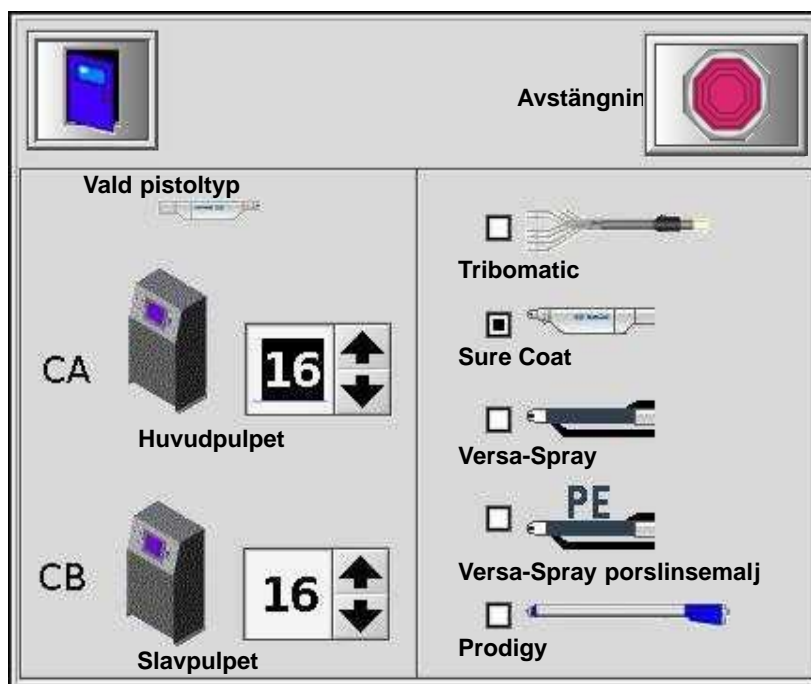 Avstängnin
Vald pistoltyp
CA
16
Huvudpulpet
CB
16
Slavpulpet
Tribomatic
Sure Coat
Versa-Spray
PE
Versa-Spray porslinsemalj
Prodigy